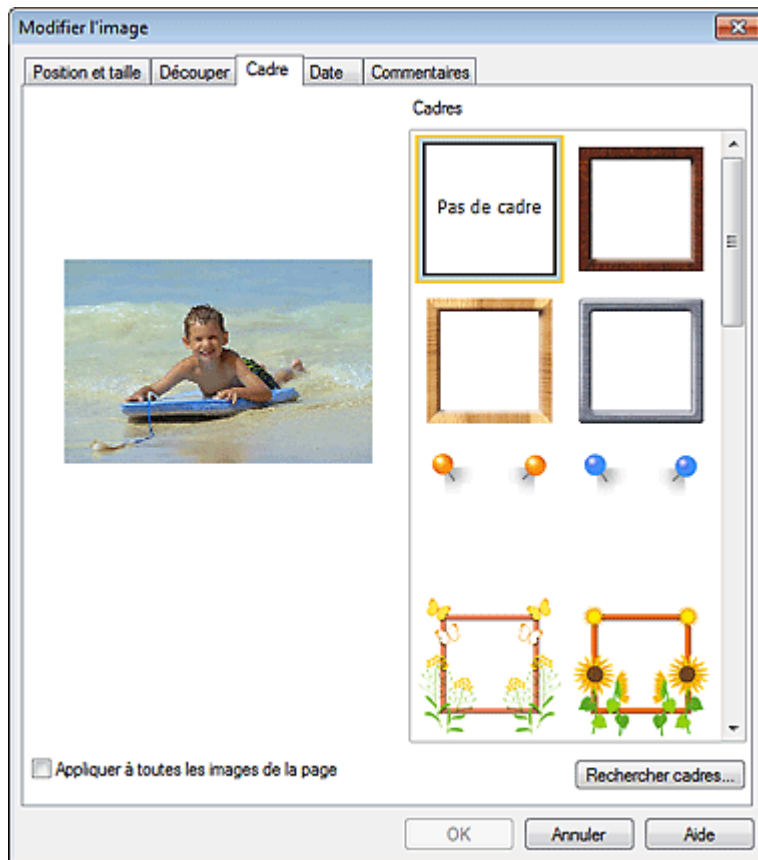 Modifier l'image
Position et taille Découper Cadre Date Commentaires
Cadres
Pas de cadre
Appliquer à toutes les images de la page
Rechercher cadres...
OK Annuler Aide